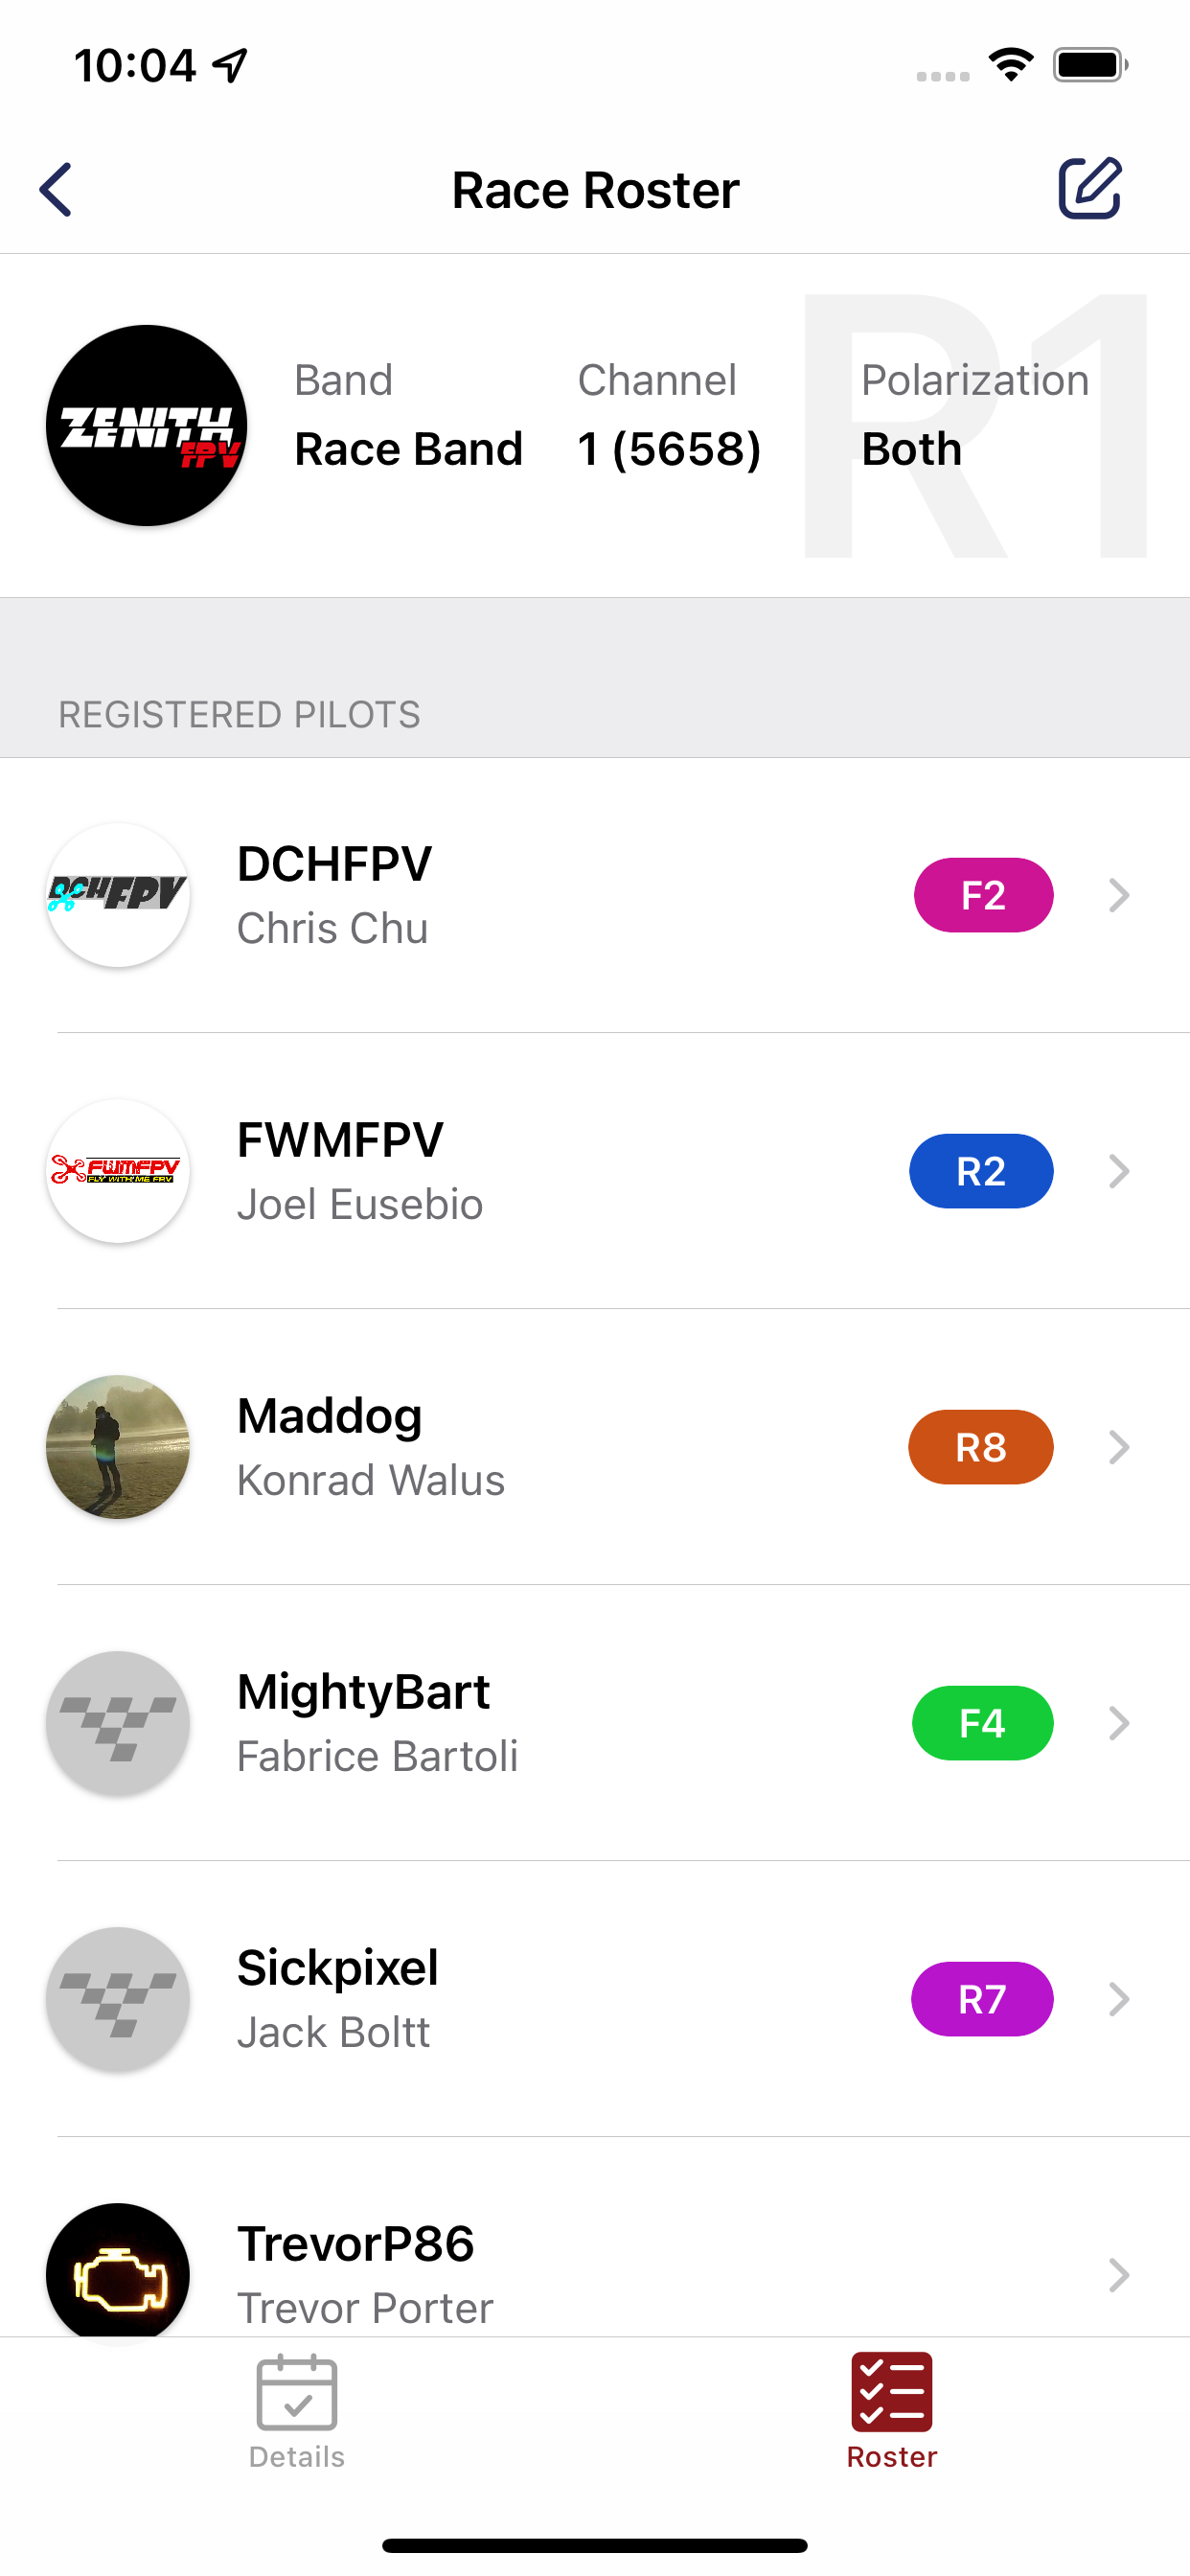 10:04
Race Roster
R1
ZENITH
FPV
Band
Channel
Polarization
Race Band
1 (5658)
Both
REGISTERED PILOTS
DCHFPV
DCHFPV
Chris Chu
F2
FWMFPV
FLY WITH ME FPV
FWMFPV
Joel Eusebio
R2
Maddog
Konrad Walus
R8
MightyBart
Fabrice Bartoli
F4
Sickpixel
Jack Boltt
R7
TrevorP86
Trevor Porter
Details
Roster